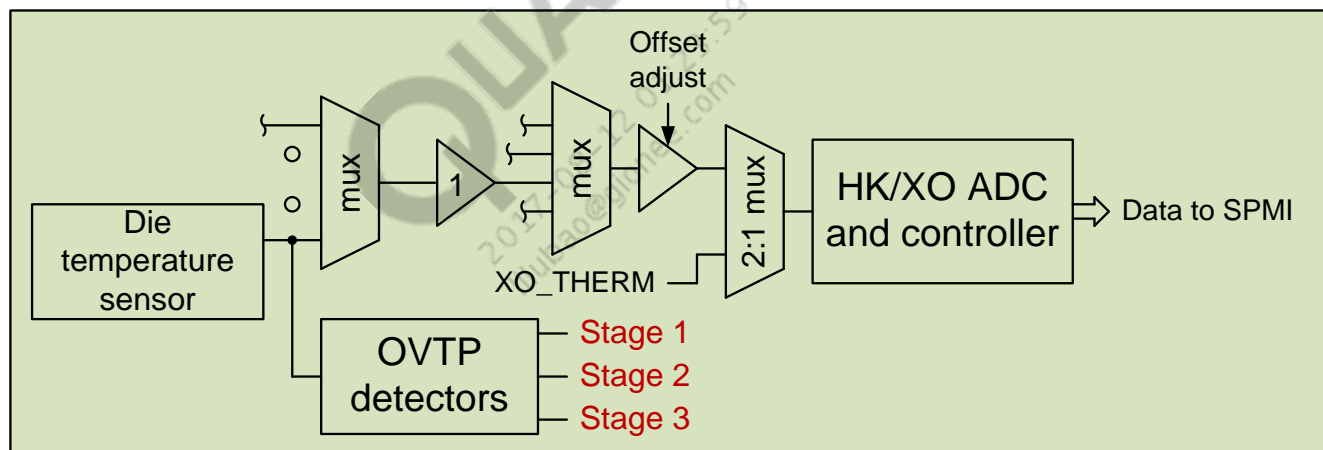 Offset
adjust
mux
1
mux
2:1 mux
HK/XO ADC
and controller
Data to SPMI
Die
temperature
sensor
XO_THERM
OVTP
detectors
Stage 1
Stage 2
Stage 3